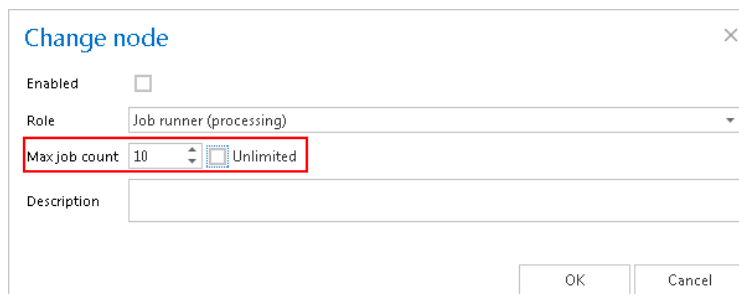 Change node
Enabled
Role Job runner (processing)
Max job count 10 Unlimited
Description
OK Cancel